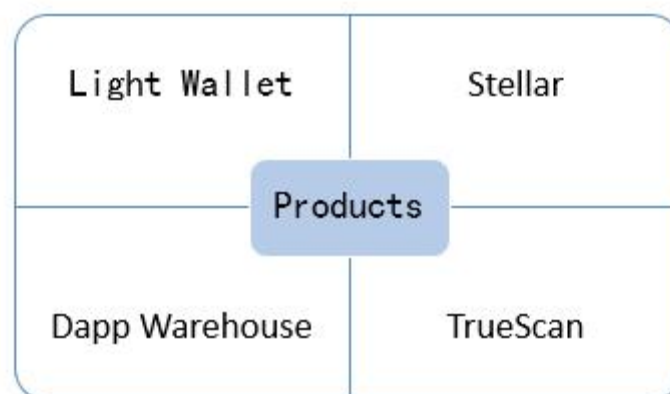 Light Wallet
Stellar
Products
Dapp Warehouse
TrueScan